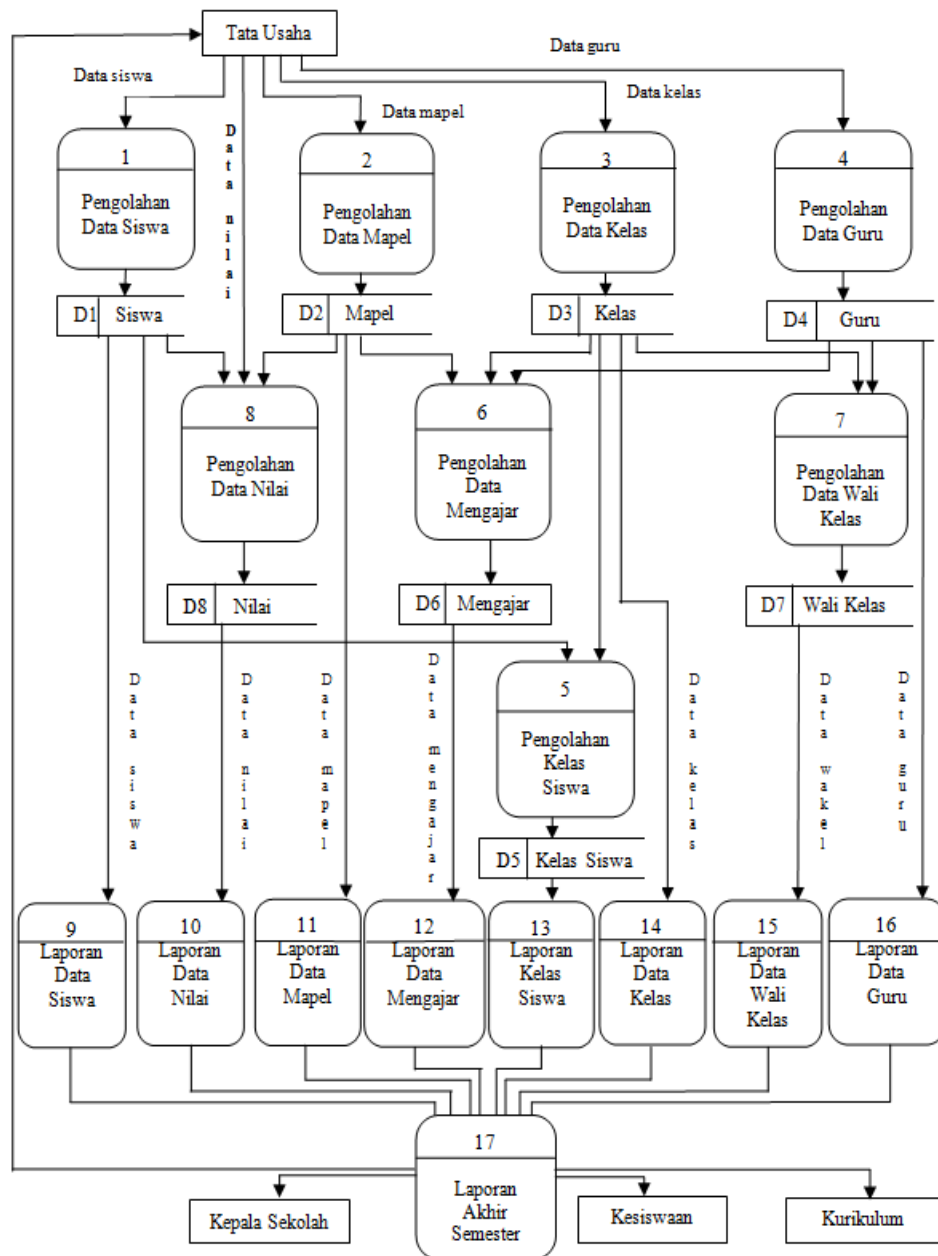 Tata Usaha
Data guru
Data siswa
Data kelas
Data mapel
Data nilai
1
Pengolahan
Data Siswa
2
Pengolahan
Data Mapel
3
Pengolahan
Data Kelas
4
Pengolahan
Data Guru
D1 Siswa
D2 Mapel
D3 Kelas
D4 Guru
8
Pengolahan
Data Nilai
6
Pengolahan
Data
Mengajar
7
Pengolahan
Data Wali
Kelas
D8 Nilai
D6 Mengajar
D7 Wali Kelas
5
Pengolahan
Kelas
Siswa
D5 Kelas Siswa
Data siswa
Data nilai
Data mapel
Data mengajar
Data kelas
Data wakel
Data guru
9
Laporan
Data
Siswa
10
Laporan
Data
Nilai
11
Laporan
Data
Mapel
12
Laporan
Data
Mengajar
13
Laporan
Kelas
Siswa
14
Laporan
Data
Kelas
15
Laporan
Data
Wali
Kelas
16
Laporan
Data
Guru
17
Laporan
Akhir
Semester
Kepala Sekolah
Kesiswaan
Kurikulum